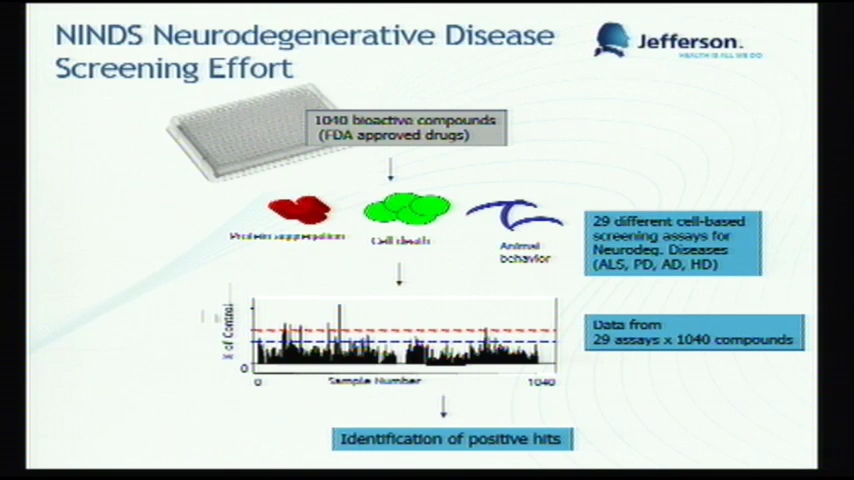 NINDS Neurodegenerative Disease
Screening Effort
Jefferson.
HEALTH IS ALL WE DO
1040 bioactive compounds
(FDA approved drugs)
Protein aggregation
Cell death
Animal
behavior
29 different cell-based
screening assays for
Neurodeg. Diseases
(ALS, PD, AD, HD)
% of Control
0
0
Sample Number
1040
Data from
29 assays x 1040 compounds
Identification of positive hits